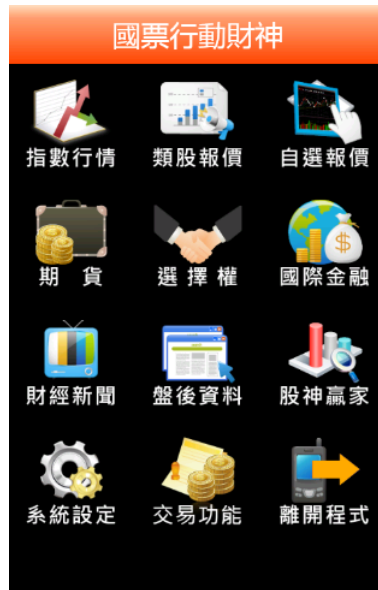 國票行動財神
指數行情 類股報價 自選報價
期 貨 選擇權 國際金融
財經新聞 盤後資料 股神贏家
系統設定 交易功能 離開程式